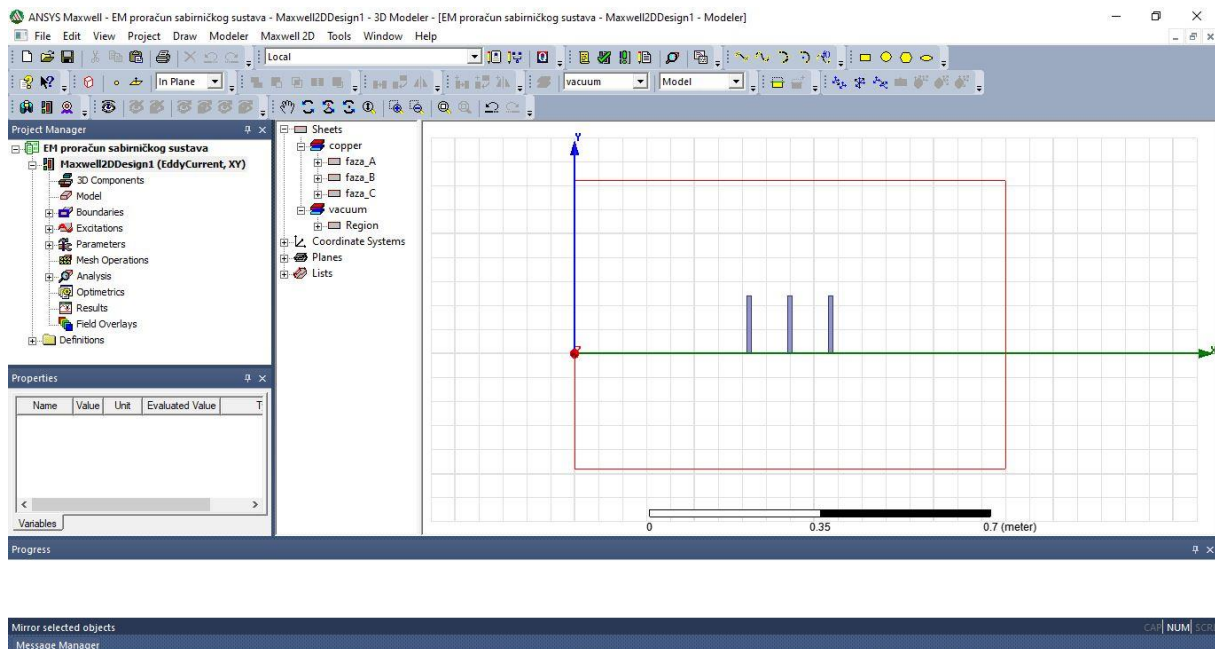 ANSYS Maxwell - EM proračun sabirničkog sustava - Maxwell2DDesign1 - 3D Modeler - [EM proračun sabirničkog sustava - Maxwell2DDesign1 - Modeler]
File Edit View Project Draw Modeler Maxwell 2D Tools Window Help
Local
In Plane
vacuum
Model
Project Manager
EM proračun sabirničkog sustava
Maxwell2DDesign1 (EddyCurrent, XY)
3D Components
Model
Boundaries
Excitations
Parameters
Mesh Operations
Analysis
Optimetrics
Results
Field Overlays
Definitions
Properties
Name Value Unit Evaluated Value T
Variables
Sheets
copper
faza_A
faza_B
faza_C
vacuum
Region
Coordinate Systems
Planes
Lists
Y
X
0 0.35 0.7 (meter)
Progress
Mirror selected objects
CAP NUM SCRL
Message Manager